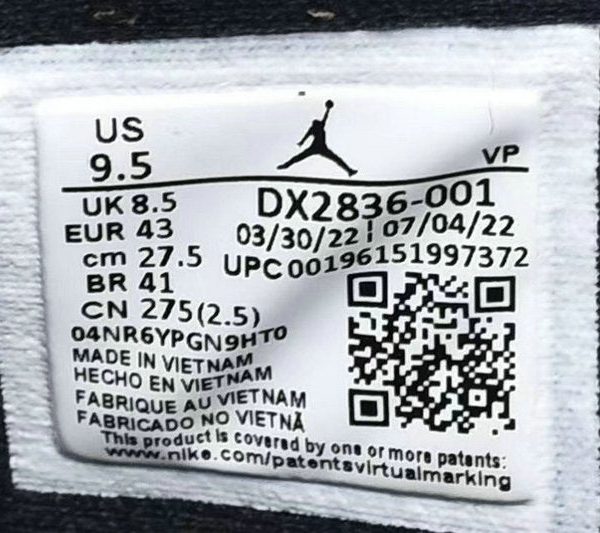 US
9.5
VP
UK 8.5
DX2836-001
EUR 43
03/30/22 ¦ 07/04/22
cm 27.5
UPC 00196151997372
BR 41
CN 275(2.5)
04NR6YPGN9HT0
MADE IN VIETNAM
HECHO EN VIETNAM
FABRIQUE AU VIETNAM
FABRICADO NO VIETNÃ
This product is covered by one or more patents:
www.nike.com/patentsvirtualmarking